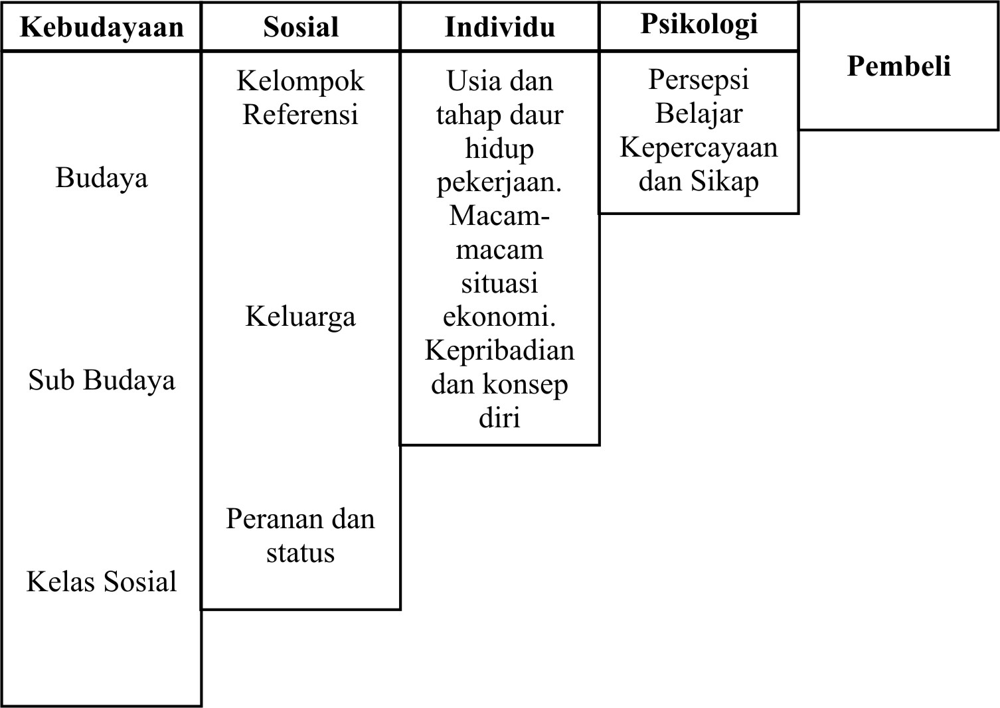 Kebudayaan
Sosial
Individu
Psikologi
Pembeli
Budaya
Sub Budaya
Kelas Sosial
Kelompok
Referensi
Keluarga
Peranan dan
status
Usia dan
tahap daur
hidup
pekerjaan.
Macam-
macam
situasi
ekonomi.
Kepribadian
dan konsep
diri
Persepsi
Belajar
Kepercayaan
dan Sikap